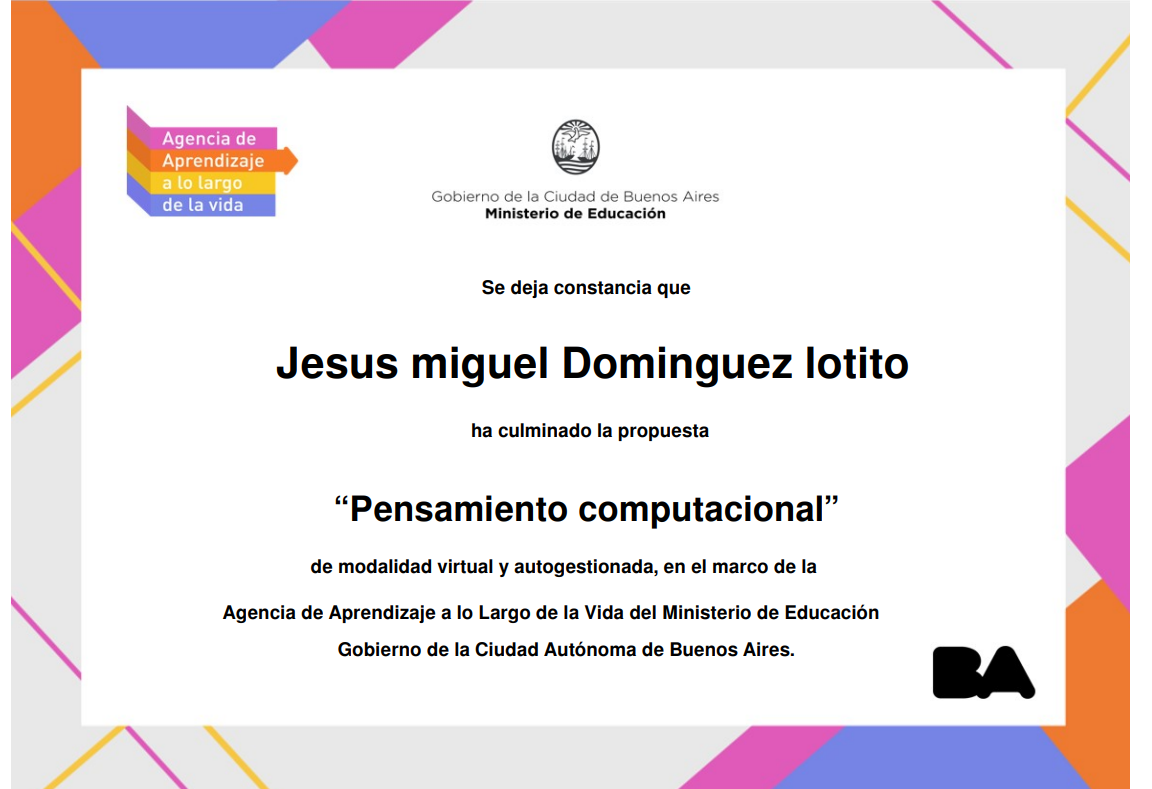 Agencia de
Aprendizaje
a lo largo
de la vida
Gobierno de la Ciudad de Buenos Aires
Ministerio de Educación
Se deja constancia que
Jesus miguel Dominguez lotito
ha culminado la propuesta
“Pensamiento computacional”
de modalidad virtual y autogestionada, en el marco de la
Agencia de Aprendizaje a lo Largo de la Vida del Ministerio de Educación
Gobierno de la Ciudad Autónoma de Buenos Aires.
BA